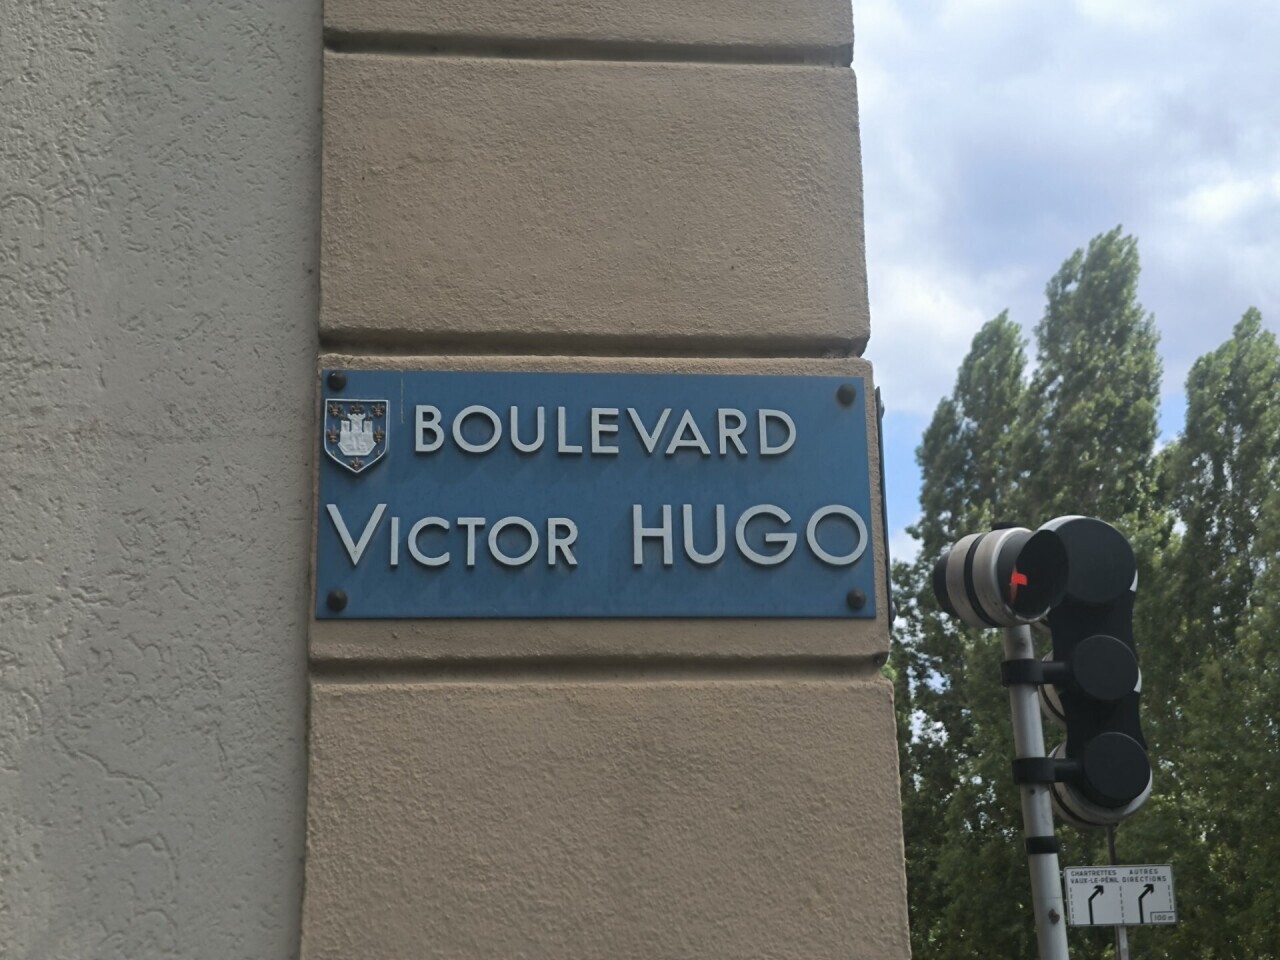 BOULEVARD
VICTOR HUGO
CHARTRETTES
VAUX-LE-PÉNIL
AUTRES
DIRECTIONS
100 m